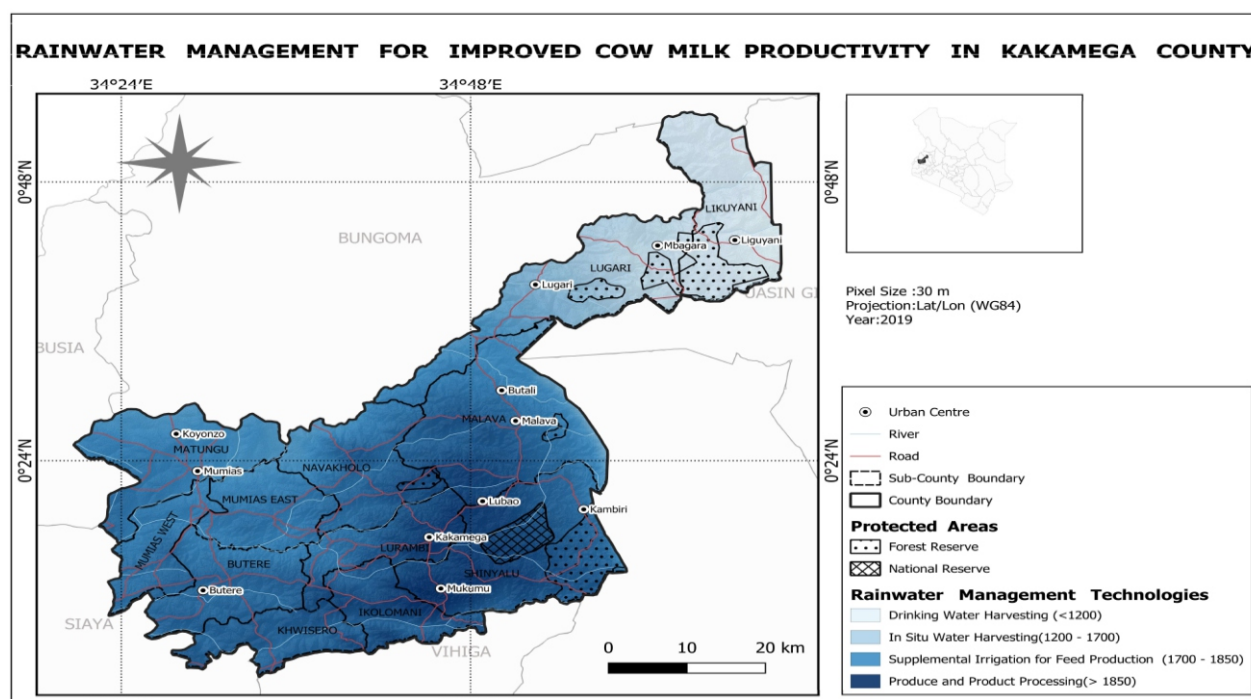 RAINWATER MANAGEMENT FOR IMPROVED COW MILK PRODUCTIVITY IN KAKAMEGA COUNTY
34°24'E
34°48'E
0°48'N
0°48'N
LIKUYANI
BUNGOMA
Liguyani
Mbagara
LUGARI
Lugari
UASIN GI
Pixel Size :30 m
Projection:Lat/Lon (WG84)
Year:2019
BUSIA
Butali
MALAVA
Malava
Koyonzo
MATUNGU
0°24'N
0°24'N
NAVAKHOLO
Mumias
MUMIAS EAST
Lubao
Kambiri
MUMIAS WEST
Kakamega
LURAMBI
BUTERE
SHINYALU
Butere
Mukumu
IKOLOMANI
SIAYA
KHWISERO
VIHIGA
0 10 20 km
Urban Centre
River
Road
Sub-County Boundary
County Boundary
Protected Areas
Forest Reserve
National Reserve
Rainwater Management Technologies
Drinking Water Harvesting (<1200)
In Situ Water Harvesting(1200 - 1700)
Supplemental Irrigation for Feed Production (1700 - 1850)
Produce and Product Processing(> 1850)